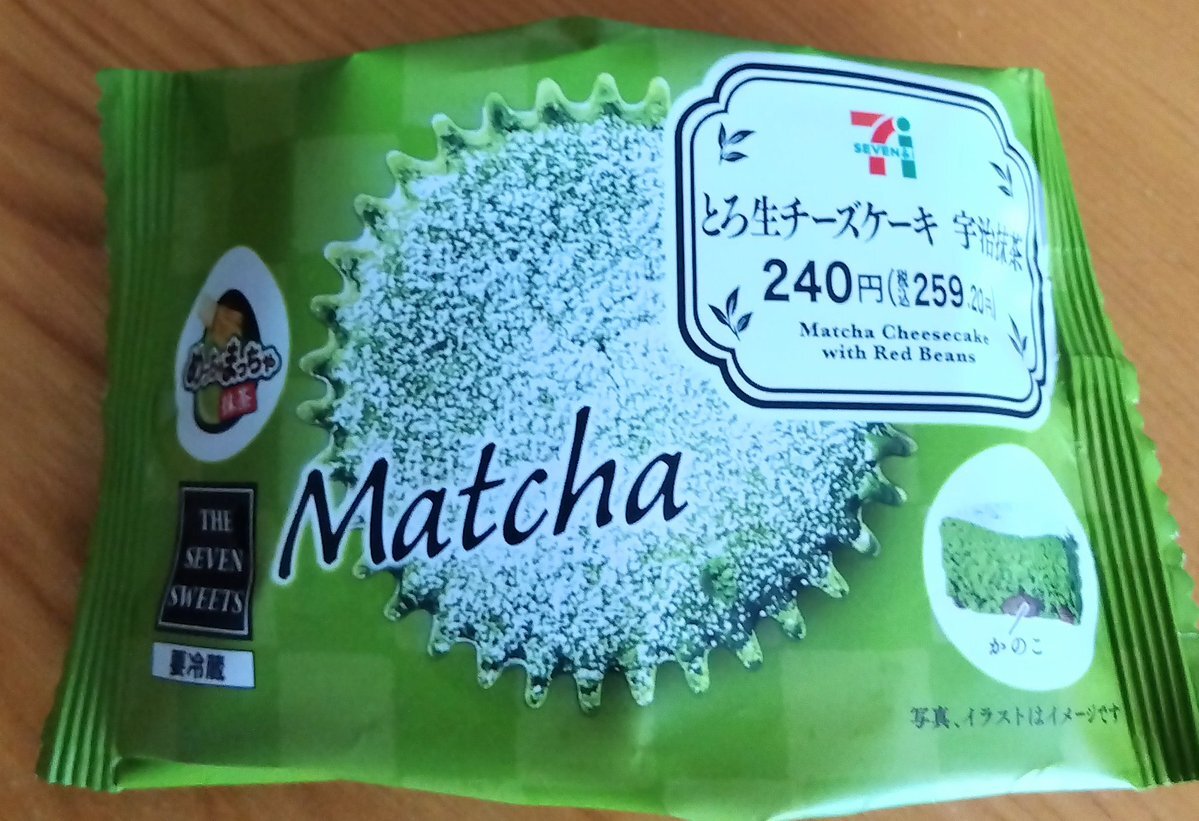 SEVEN&i
とろ生チーズケーキ 宇治抹茶
240円(税込259.20円)
Matcha Cheesecake
with Red Beans
抹茶
Matcha
THE
SEVEN
SWEETS
要冷蔵
かのこ
写真、イラストはイメージです